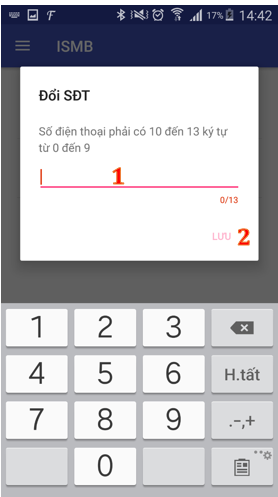 17% 14:42
ISMB
Đổi SĐT
Số điện thoại phải có 10 đến 13 ký tự
từ 0 đến 9
1
0/13
LƯU 2
1 2 3
4 5 6 H.tất
7 8 9 .-,+
0